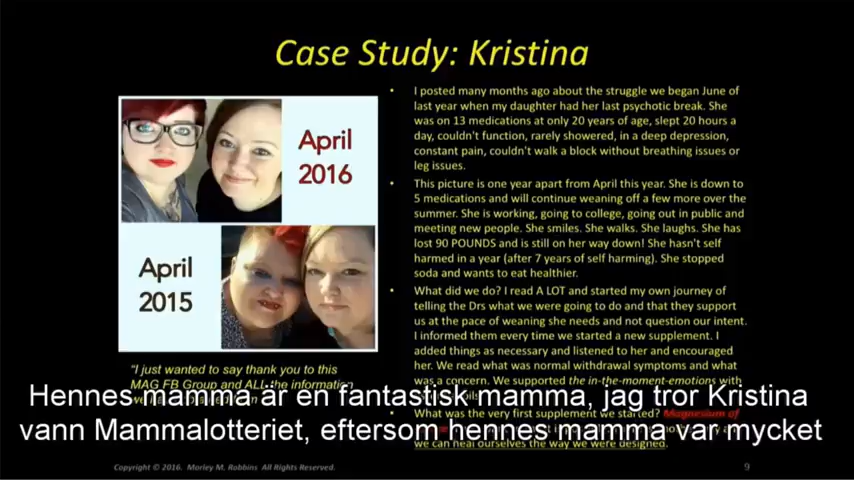 Case Study: Kristina
April
2016
April
2015
"I just wanted to say thank you to this
MAG FB Group and ALL the information
• I posted many months ago about the struggle we began June of
last year when my daughter had her last psychotic break. She
was on 13 medications at only 20 years of age, slept 20 hours a
day, couldn't function, rarely showered, in a deep depression,
constant pain, couldn't walk a block without breathing issues or
leg issues.
• This picture is one year apart from April this year. She is down to
5 medications and will continue weaning off a few more over the
summer. She is working, going to college, going out in public and
meeting new people. She smiles. She walks. She laughs. She has
lost 90 POUNDS and is still on her way down! She hasn't self
harmed in a year (after 7 years of self harming). She stopped
soda and wants to eat healthier.
• What did we do? I read A LOT and started my own journey of
telling the Drs what we were going to do and that they support
us at the pace of weaning she needs and not question our intent.
I informed them every time we started a new supplement. I
added things as necessary and listened to her and encouraged
her. We read what was normal withdrawal symptoms and what
was a concern. We supported the in-the-moment-emotions with
• What was the very first supplement we started? Magnesium of
we can heal ourselves the way we were designed.
Hennes mamma är en fantastisk mamma, jag tror Kristina
vann Mammalotteriet, eftersom hennes mamma var mycket
Copyright © 2016. Morley M. Robbins All Rights Reserved.
9